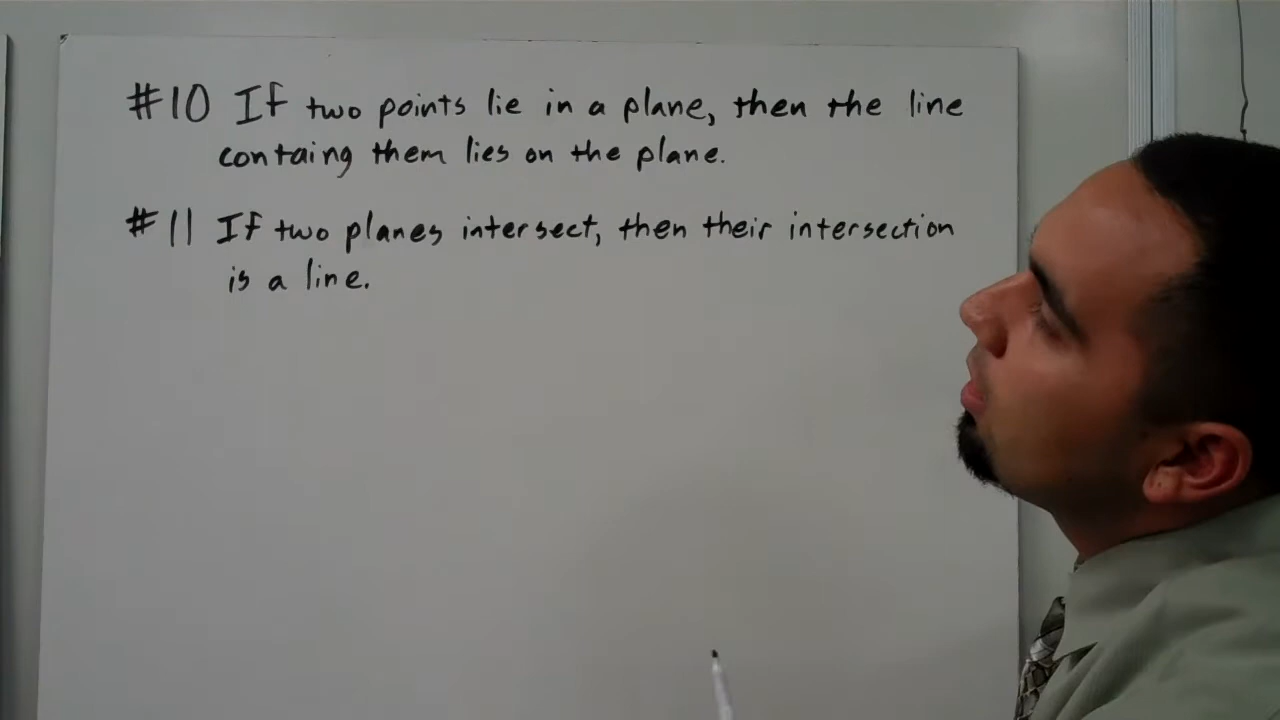 #10 If two points lie in a plane, then the line
containg them lies on the plane.
#11 If two planes intersect, then their intersection
is a line.